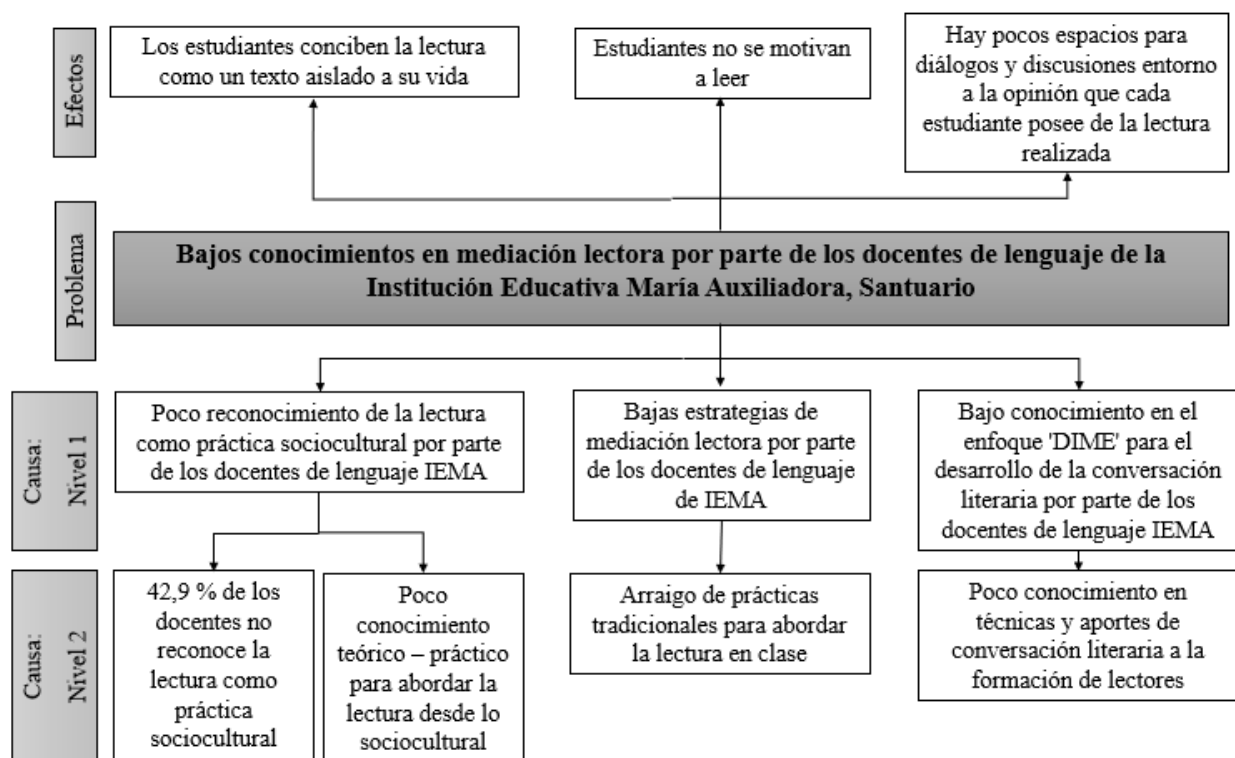 Efectos
Los estudiantes conciben la lectura
como un texto aislado a su vida
Estudiantes no se motivan
a leer
Hay pocos espacios para
diálogos y discusiones entorno
a la opinión que cada
estudiante posee de la lectura
realizada
Problema
Bajos conocimientos en mediación lectora por parte de los docentes de lenguaje de la
Institución Educativa María Auxiliadora, Santuario
Causa:
Nivel 1
Poco reconocimiento de la lectura
como práctica sociocultural por parte
de los docentes de lenguaje IEMA
Bajas estrategias de
mediación lectora por parte
de los docentes de lenguaje
de IEMA
Bajo conocimiento en el
enfoque 'DIME' para el
desarrollo de la conversación
literaria por parte de los
docentes de lenguaje IEMA
Causa:
Nivel 2
42,9 % de los
docentes no
reconoce la
lectura como
práctica
sociocultural
Poco
conocimiento
teórico – práctico
para abordar la
lectura desde lo
sociocultural
Arraigo de prácticas
tradicionales para abordar
la lectura en clase
Poco conocimiento en
técnicas y aportes de
conversación literaria a la
formación de lectores